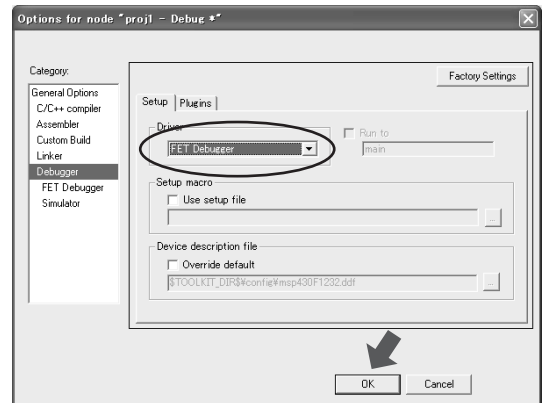 Options for node "proj1 - Debug *"
Category:
General Options
C/C++ compiler
Assembler
Custom Build
Linker
Debugger
FET Debugger
Simulator
Factory Settings
Setup
Plugins
Driver
FET Debugger
Run to
main
Setup macro
Use setup file
...
Device description file
Override default
$TOOLKIT_DIR$¥config¥msp430F1232.ddf
...
OK
Cancel